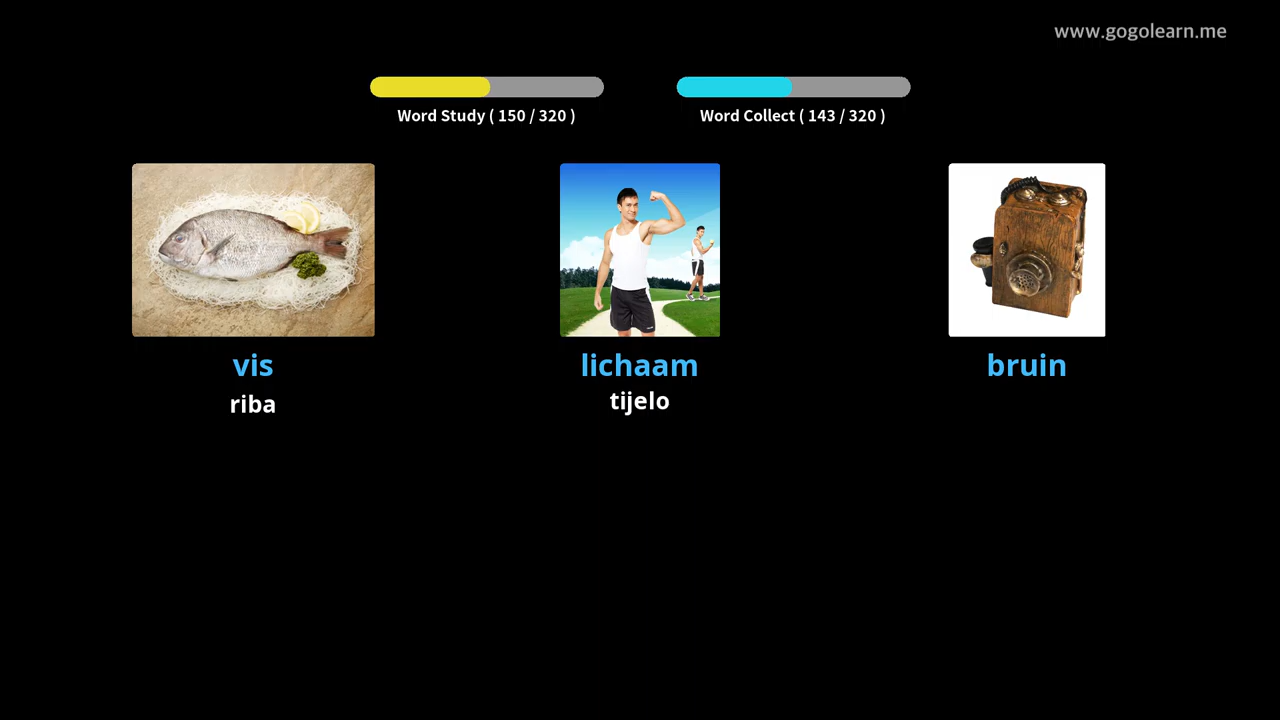 www.gogolearn.me
Word Study ( 150 / 320 )
Word Collect ( 143 / 320 )
vis
lichaam
bruin
riba
tijelo